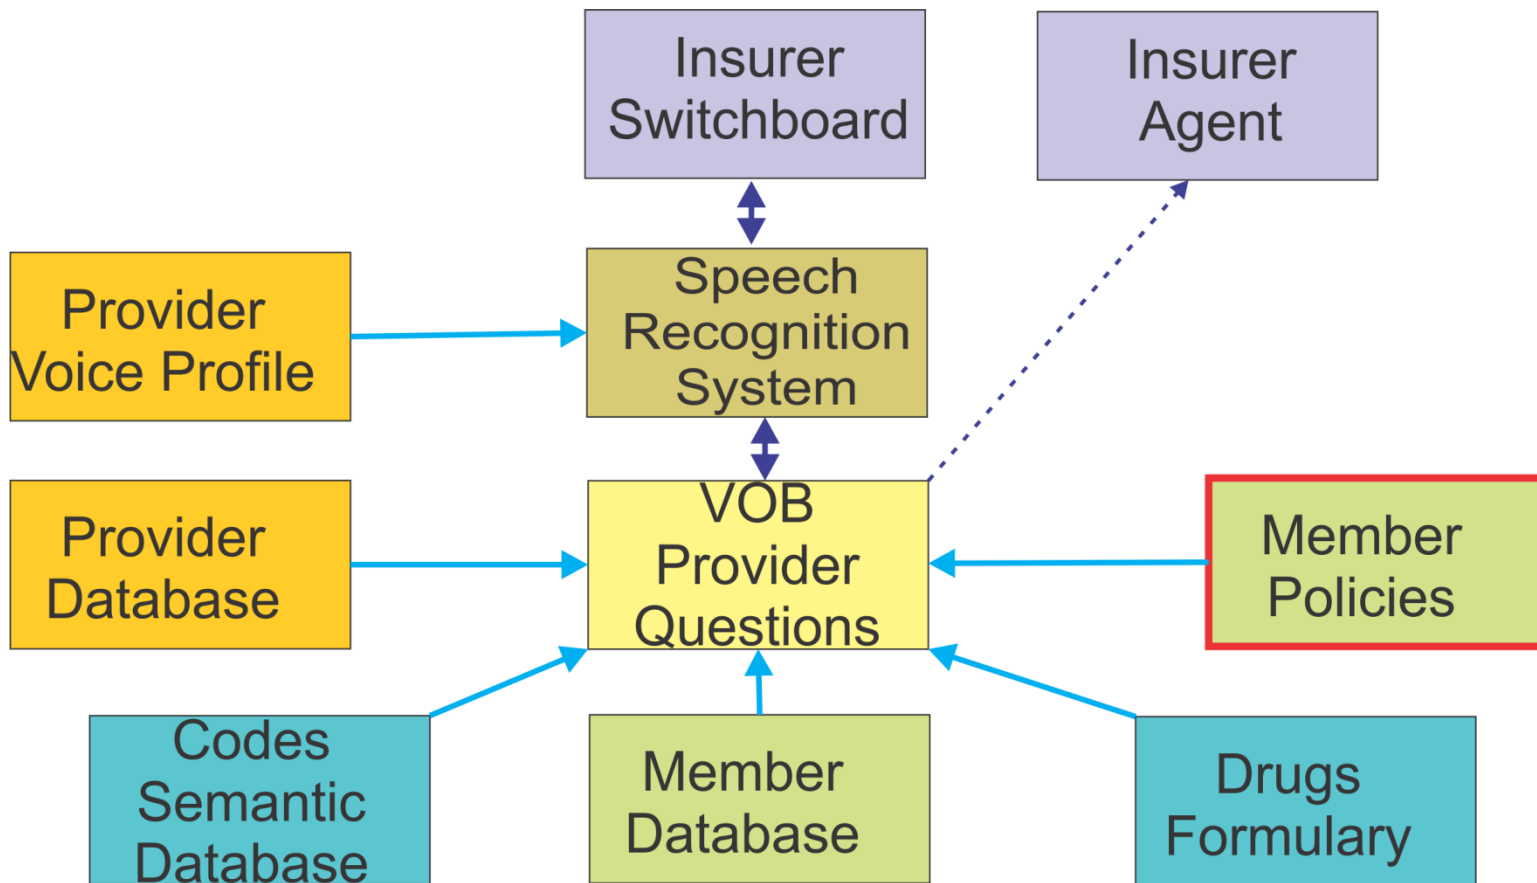 Insurer
Switchboard
Insurer
Agent
Provider
Voice Profile
Speech
Recognition
System
Provider
Database
VOB
Provider
Questions
Member
Policies
Codes
Semantic
Database
Member
Database
Drugs
Formulary